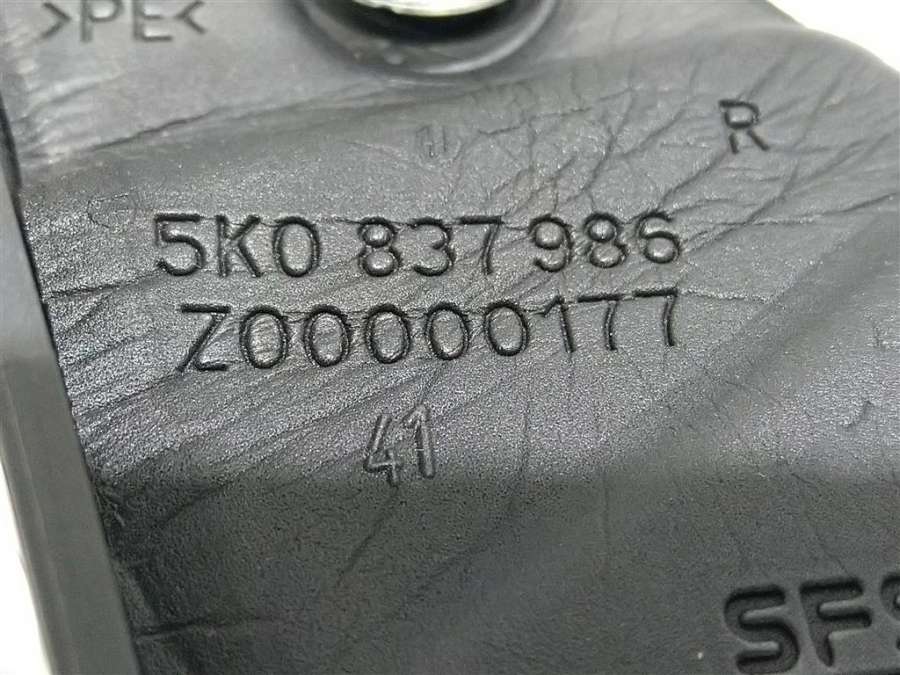 >PE<
R
5K0 837 986
Z00000177
41
SFS